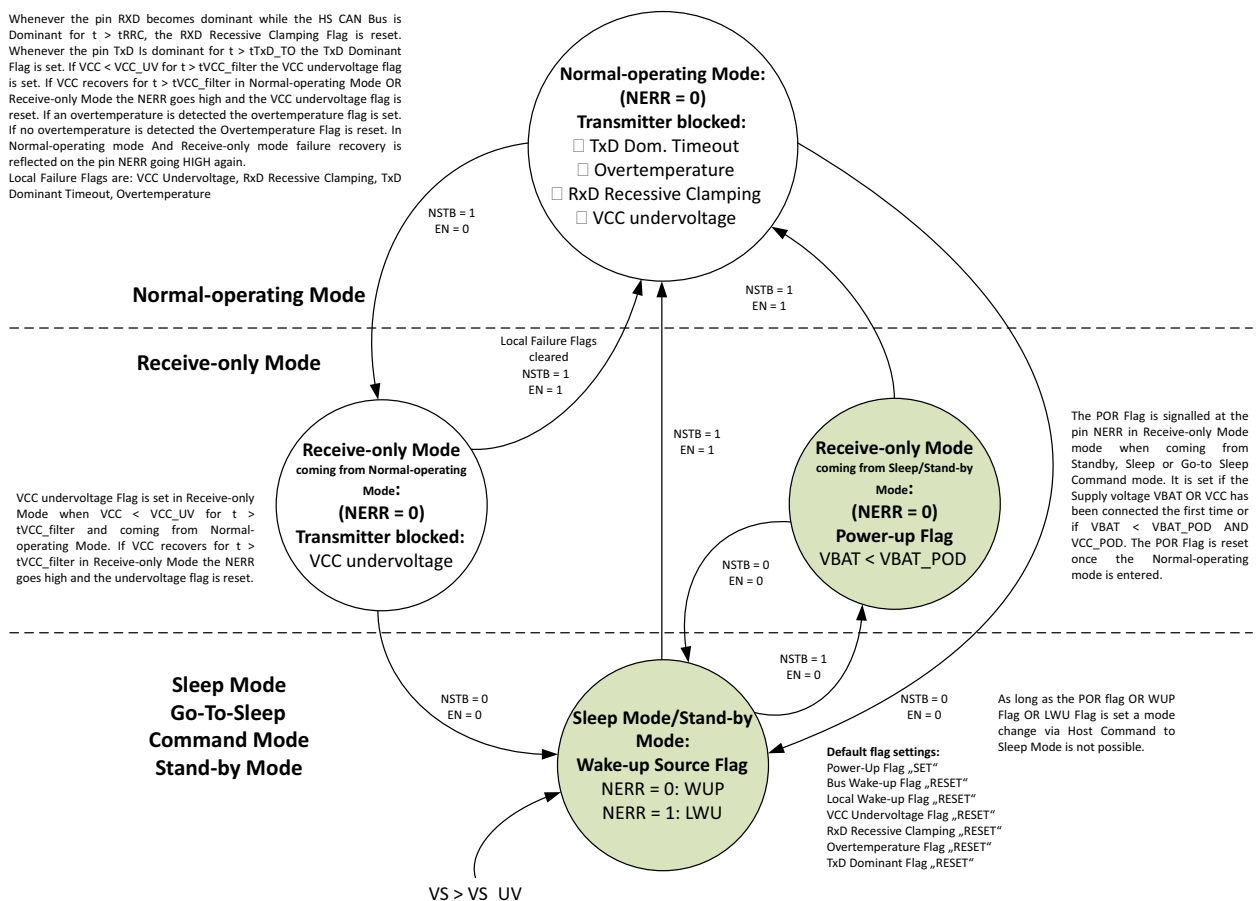 Whenever the pin RXD becomes dominant while the HS CAN Bus is
Dominant for t > tRRC, the RXD Recessive Clamping Flag is reset.
Whenever the pin TxD Is dominant for t > tTxD_TO the TxD Dominant
Flag is set. If VCC < VCC_UV for t > tVCC_filter the VCC undervoltage flag
is set. If VCC recovers for t > tVCC_filter in Normal-operating Mode OR
Receive-only Mode the NERR goes high and the VCC undervoltage flag is
reset. If an overtemperature is detected the overtemperature flag is set.
If no overtemperature is detected the Overtemperature Flag is reset. In
Normal-operating mode And Receive-only mode failure recovery is
reflected on the pin NERR going HIGH again.
Local Failure Flags are: VCC Undervoltage, RxD Recessive Clamping, TxD
Dominant Timeout, Overtemperature
Normal-operating Mode:
(NERR = 0)
Transmitter blocked:
TxD Dom. Timeout
Overtemperature
RxD Recessive Clamping
VCC undervoltage
NSTB = 1
EN = 0
Normal-operating Mode
NSTB = 1
EN = 1
Receive-only Mode
Local Failure Flags
cleared
NSTB = 1
EN = 1
NSTB = 1
EN = 1
Receive-only Mode
coming from Normal-operating
Mode:
(NERR = 0)
Transmitter blocked:
VCC undervoltage
Receive-only Mode
coming from Sleep/Stand-by
Mode:
(NERR = 0)
Power-up Flag
VBAT < VBAT_POD
The POR Flag is signalled at the
pin NERR in Receive-only Mode
mode when coming from
Standby, Sleep or Go-to Sleep
Command mode. It is set if the
Supply voltage VBAT OR VCC has
been connected the first time or
if VBAT < VBAT_POD AND
VCC_POD. The POR Flag is reset
once the Normal-operating
mode is entered.
VCC undervoltage Flag is set in Receive-only
Mode when VCC < VCC_UV for t >
tVCC_filter and coming from Normal-
operating Mode. If VCC recovers for t >
tVCC_filter in Receive-only Mode the NERR
goes high and the undervoltage flag is reset.
NSTB = 0
EN = 0
NSTB = 1
EN = 0
Sleep Mode
Go-To-Sleep
Command Mode
Stand-by Mode
NSTB = 0
EN = 0
NSTB = 0
EN = 0
As long as the POR flag OR WUP
Flag OR LWU Flag is set a mode
change via Host Command to
Sleep Mode is not possible.
Sleep Mode/Stand-by
Mode:
Wake-up Source Flag
NERR = 0: WUP
NERR = 1: LWU
Default flag settings:
Power-Up Flag „SET“
Bus Wake-up Flag „RESET“
Local Wake-up Flag „RESET“
VCC Undervoltage Flag „RESET“
RxD Recessive Clamping „RESET“
Overtemperature Flag „RESET“
TxD Dominant Flag „RESET“
VS > VS_UV